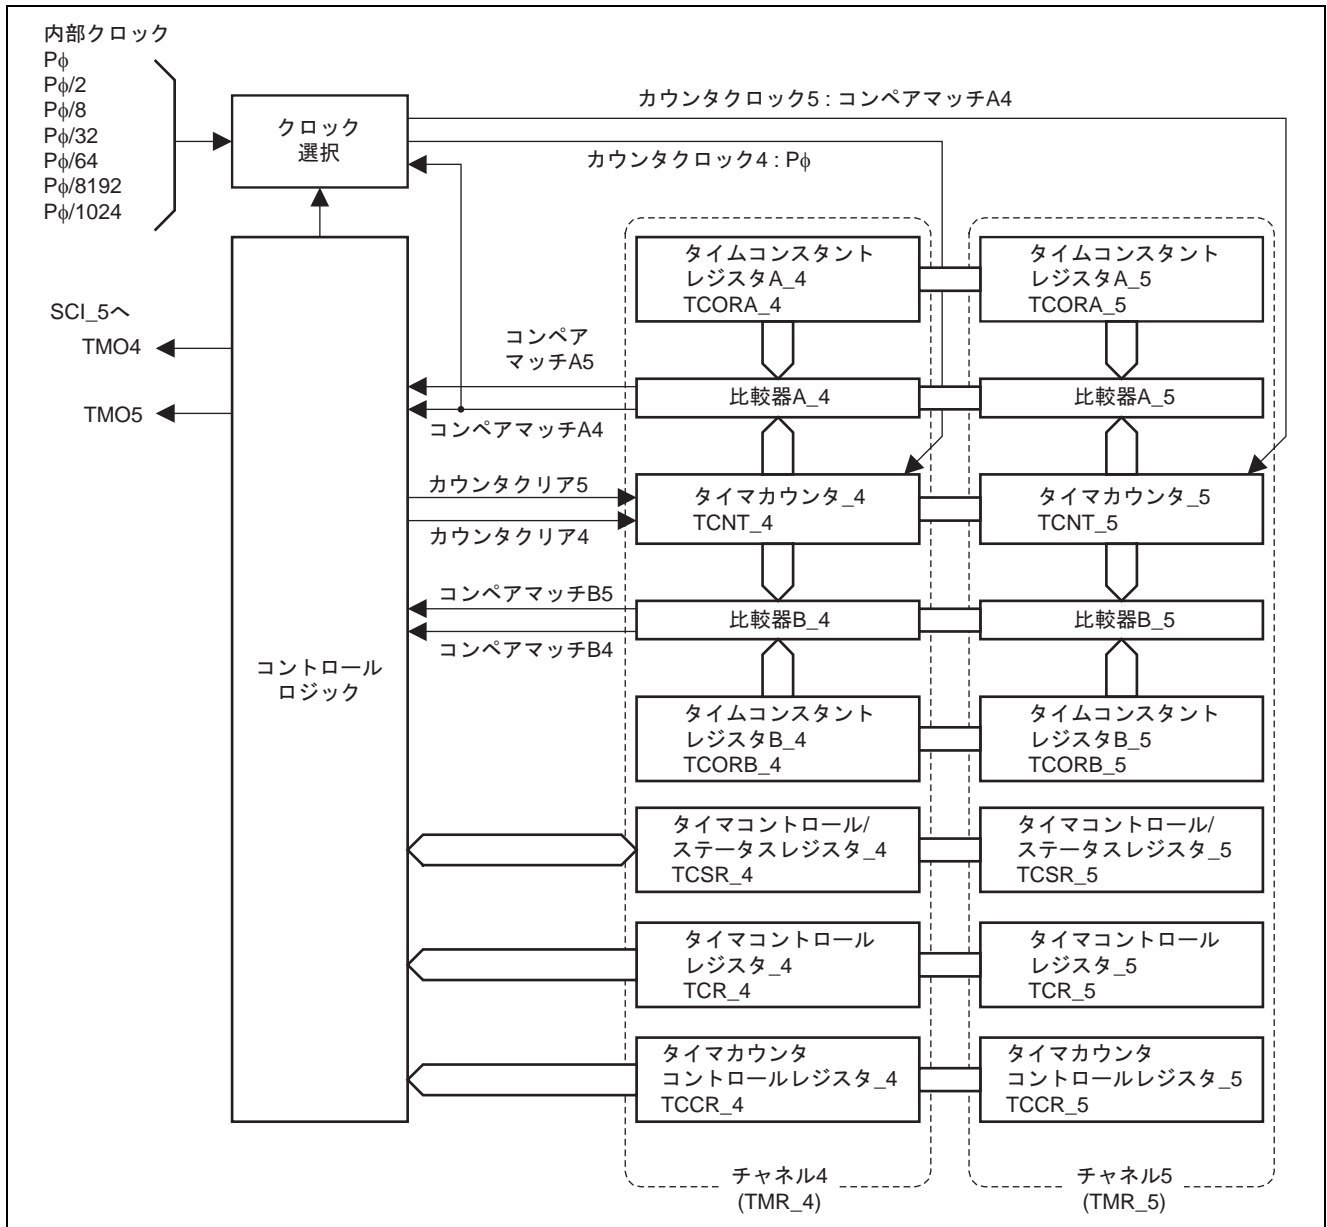 内部クロック
Pφ
Pφ/2
Pφ/8
Pφ/32
Pφ/64
Pφ/8192
Pφ/1024
クロック
選択
カウンタクロック5 : コンペアマッチA4
カウンタクロック4 : Pφ
SCI_5へ
TMO4
TMO5
コントロール
ロジック
コンペア
マッチA5
コンペアマッチA4
カウンタクリア5
カウンタクリア4
コンペアマッチB5
コンペアマッチB4
タイムコンスタント
レジスタA_4
TCORA_4
タイムコンスタント
レジスタA_5
TCORA_5
比較器A_4
比較器A_5
タイマカウンタ_4
TCNT_4
タイマカウンタ_5
TCNT_5
比較器B_4
比較器B_5
タイムコンスタント
レジスタB_4
TCORB_4
タイムコンスタント
レジスタB_5
TCORB_5
タイマコントロール/
ステータスレジスタ_4
TCSR_4
タイマコントロール/
ステータスレジスタ_5
TCSR_5
タイマコントロール
レジスタ_4
TCR_4
タイマコントロール
レジスタ_5
TCR_5
タイマカウンタ
コントロールレジスタ_4
TCCR_4
タイマカウンタ
コントロールレジスタ_5
TCCR_5
チャネル4
(TMR_4)
チャネル5
(TMR_5)